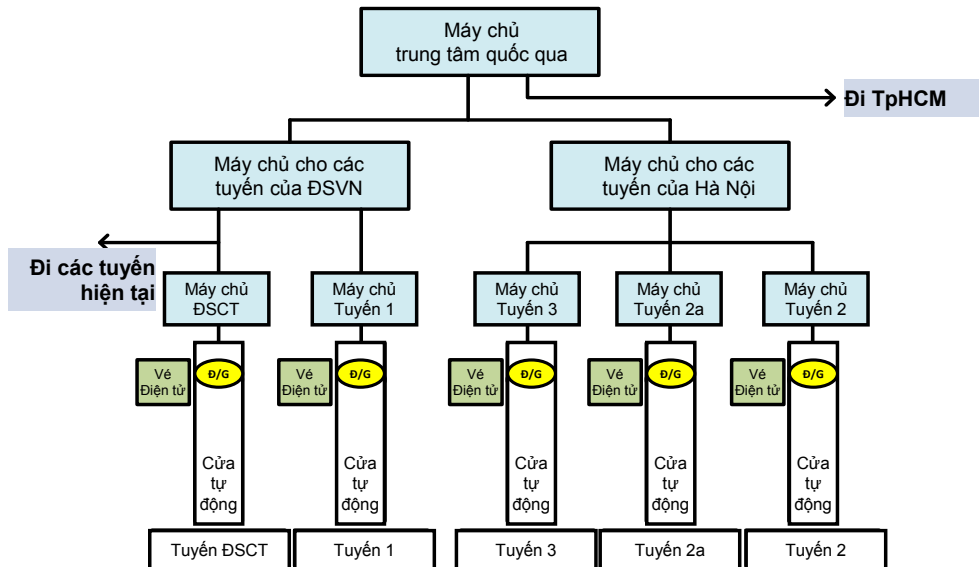 Máy chủ
trung tâm quốc qua
Đi TpHCM
Máy chủ cho các
tuyến của ĐSVN
Máy chủ cho các
tuyến của Hà Nội
Đi các tuyến
hiện tại
Máy chủ
ĐSCT
Máy chủ
Tuyến 1
Máy chủ
Tuyến 3
Máy chủ
Tuyến 2a
Máy chủ
Tuyến 2
Vé
Điện tử
Đ/G
Vé
Điện tử
Đ/G
Vé
Điện tử
Đ/G
Vé
Điện tử
Đ/G
Vé
Điện tử
Đ/G
Cửa
tự
động
Cửa
tự
động
Cửa
tự
động
Cửa
tự
động
Cửa
tự
động
Tuyến ĐSCT
Tuyến 1
Tuyến 3
Tuyến 2a
Tuyến 2